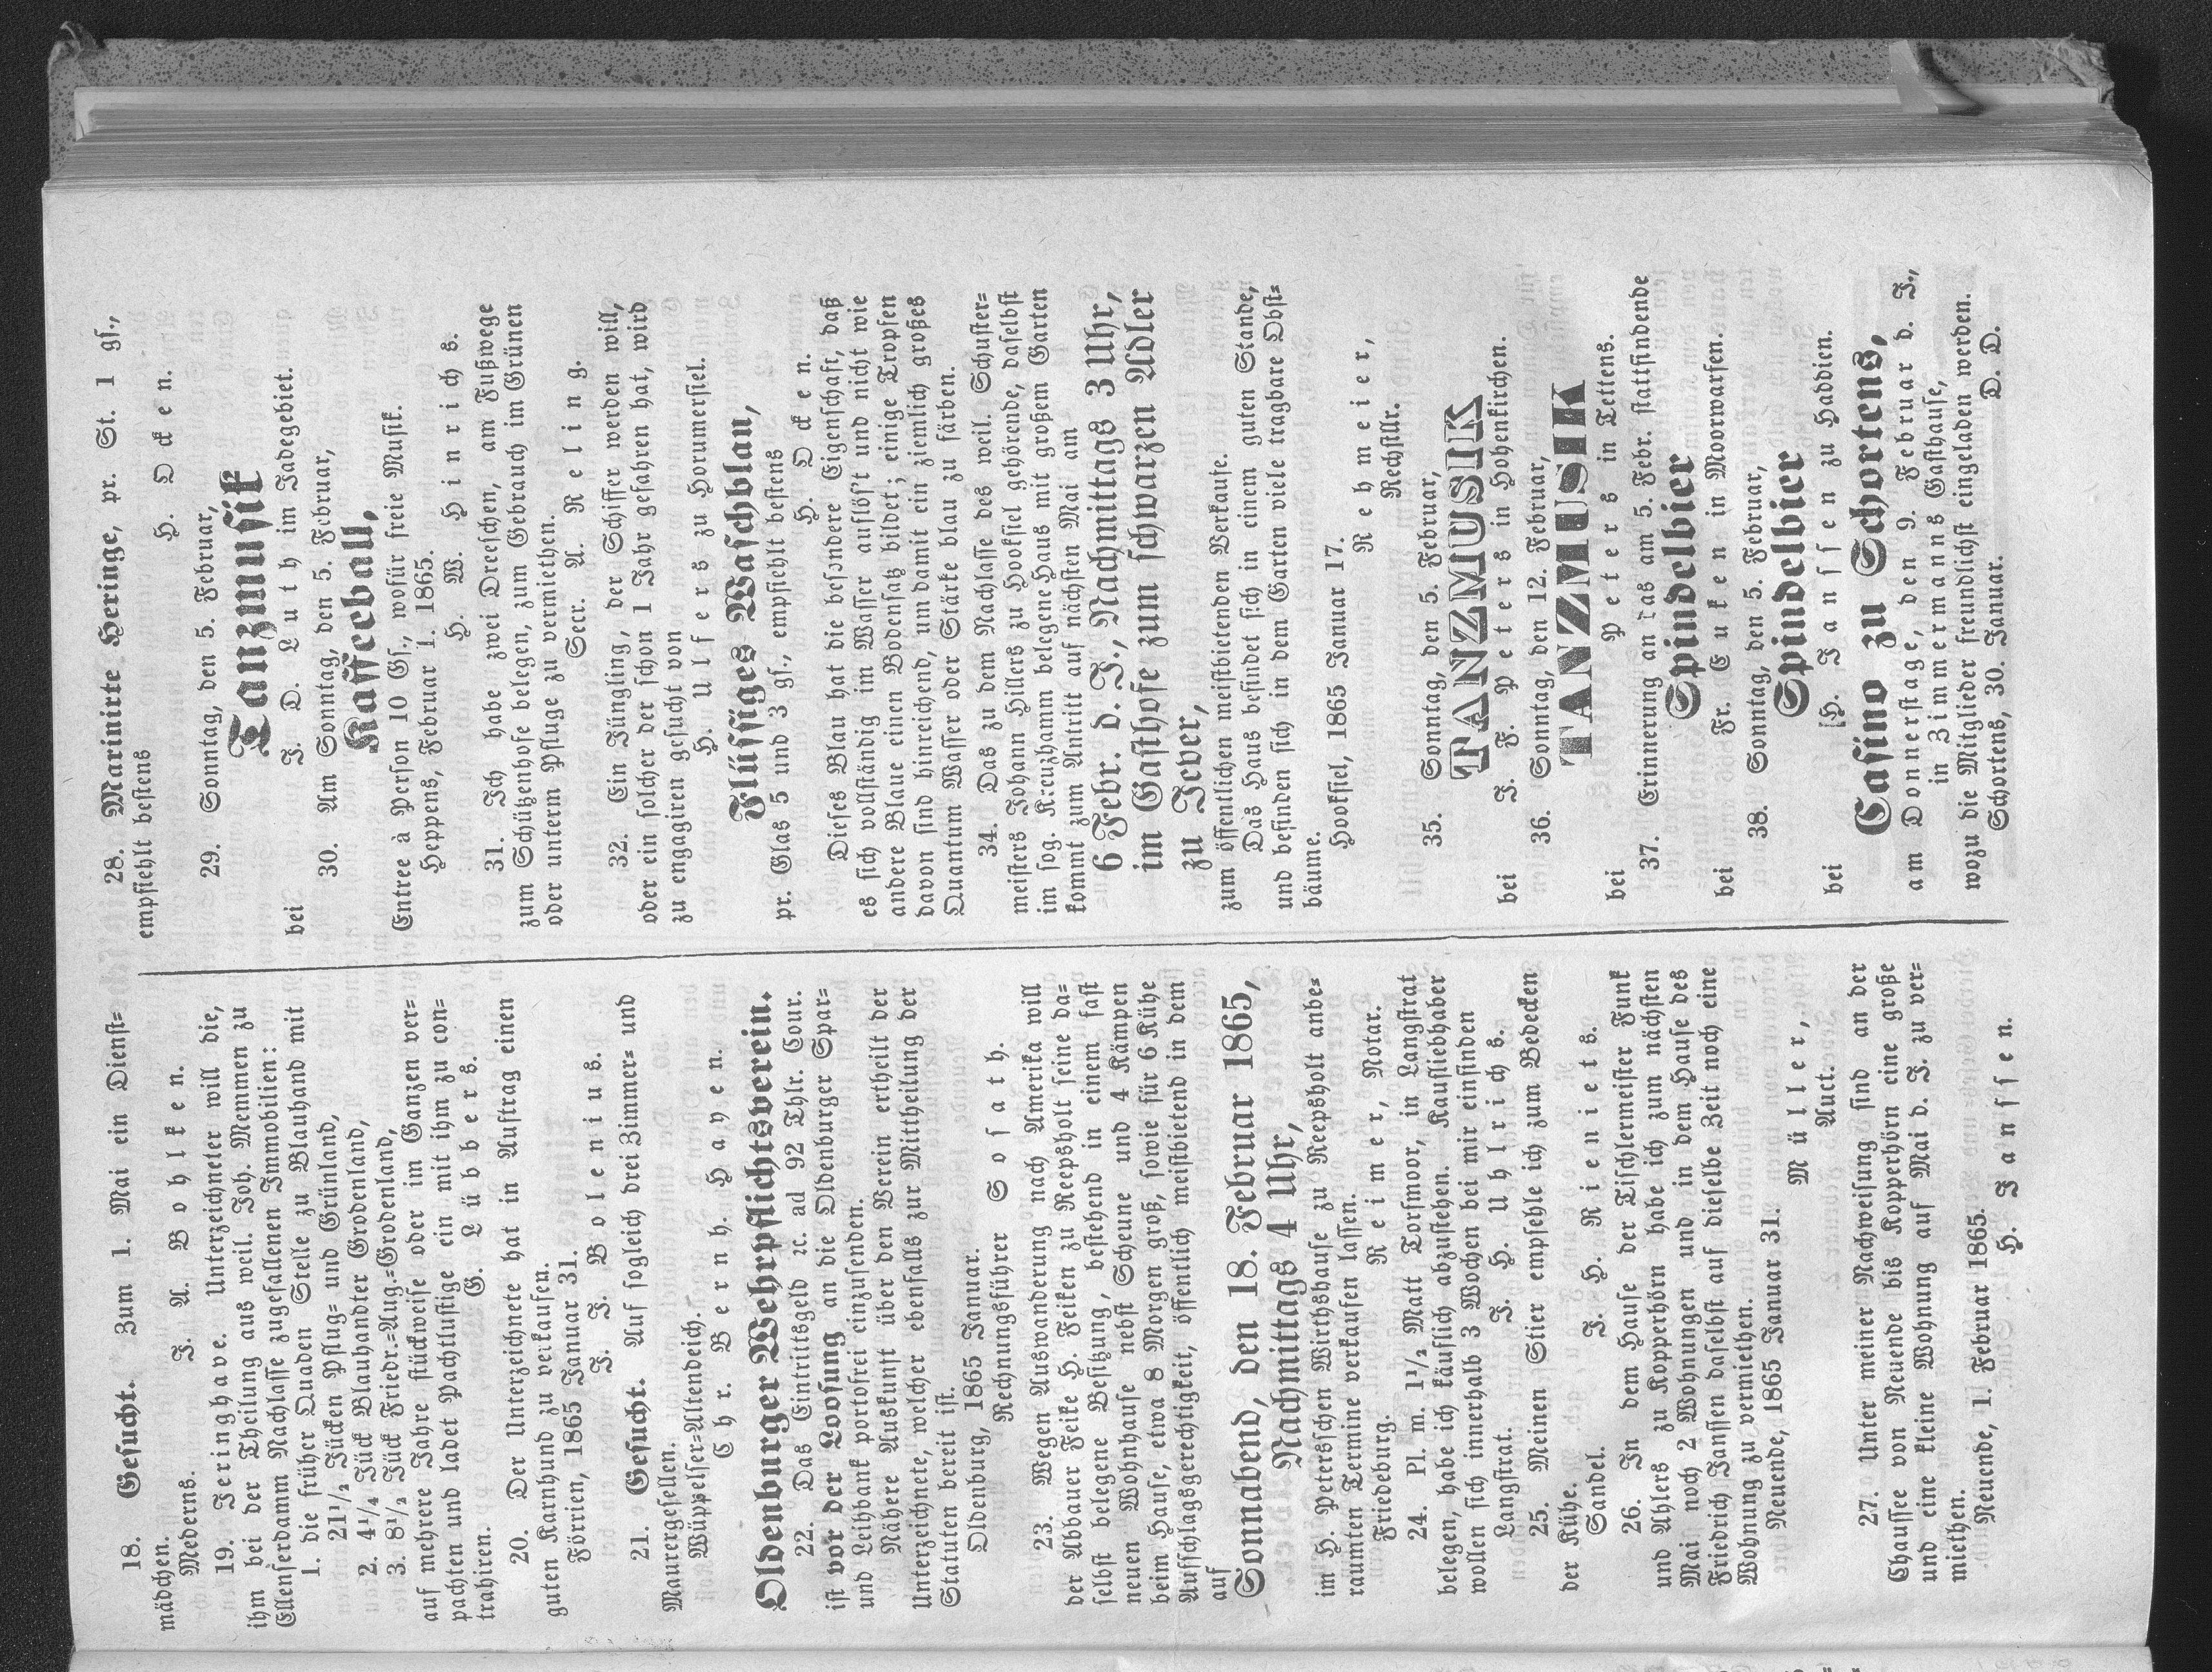 18. Gesucht. Zum 1. Mai ein Dienst=
mädchen.
Mederns. J. A. Bohlken.
19. Jeringhave. Unterzeichneter will die,
ihm bei der Theilung aus weil. Joh. Memmen zu
Ellenserdamm Nachlasse zugefallenen Immobilien:
1. die früher Quaden Stelle zu Blauhand mit
21½ Jücken Pflug= und Grünland,
2. 4¼ Jück Blauhandter Grodenland,
3. 8½ Jück Friedr.=Aug.=Grodenland,
auf mehrere Jahre stückweise oder im Ganzen ver=
pachten und ladet Pachtlustige ein mit ihm zu con=
trahiren. G. Lübbers.
20. Der Unterzeichnete hat in Auftrag einen
guten Karnhund zu verkaufen.
Förrien, 1865 Januar 31.
J. J. Bolenius.
21. Gesucht. Auf sogleich drei Zimmer= und
Maurergesellen.
Wüppelser=Altendeich.
Chr. Bernh. Hayen.
Oldenburger Wehrpflichtsverein.
22. Das Eintrittsgeld ꝛc. ad 92 Thlr. Cour.
ist vor der Loosung an die Oldenburger Spar=
und Leihbank portofrei einzusenden.
Nähere Auskunft über den Verein ertheilt der
Unterzeichnete, welcher ebenfalls zur Mittheilung der
Statuten bereit ist.
Oldenburg, 1865 Januar.
Rechnungsführer Sosath.
23. Wegen Auswanderung nach Amerika will
der Abbauer Feike H. Feiken zu Reepsholt seine da=
selbst belegene Besitzung, bestehend in einem fast
neuen Wohnhause nebst Scheune und 4 Kämpen
beim Hause, etwa 8 Morgen groß, sowie für 6 Kühe
Aufschlagsgerechtigkeit, öffentlich meistbietend in dem
auf
Sonnabend, den 18. Februar 1865,
Nachmittags 4 Uhr,
im H. Petersschen Wirthshause zu Reepsholt anbe=
raumten Termine verkaufen lassen.
Friedeburg. Reimer, Notar.
24. Pl. m. 1½ Matt Torfmoor, in Langstrat
belegen, habe ich käuflich abzustehen. Kaufliebhaber
wollen sich innerhalb 3 Wochen bei mir einfinden
Langstrat. J. H. Uhlrichs.
25. Meinen Stier empfehle ich zum Bedecken
der Kühe.
Sandel. J. H. Rieniets.
26. In dem Hause der Tischlermeister Funk
und Ahlers zu Kopperhörn habe ich zum nächsten
Mai noch 2 Wohnungen und in dem Hause des
Friedrich Janssen daselbst auf dieselbe Zeit noch eine
Wohnung zu vermiethen.
Neuende, 1865 Januar 31.
Müller,
Auct.
27. Unter meiner Nachweisung sind an der
Chaussee von Neuende bis Kopperhörn eine große
und eine kleine Wohnung auf Mai d. J. zu ver=
miethen.
Neuende, 1. Februar 1865.
H. Janssen.
28. Marinirte Heringe, pr. St. 1 gs.,
empfiehlt bestens
H. Ocken.
29. Sonntag, den 5. Februar,
Tanzmusik
bei J. D. Luth im Jadegebiet.
30. Am Sonntag, den 5. Februar,
Kaffeeball,
Entree à Person 10 Gs., wofür freie Musik.
Heppens, Februar 1. 1865.
H. W. Hinrichs.
31. Ich habe zwei Dreeschen, am Fußwege
zum Schützenhofe belegen, zum Gebrauch im Grünen
oder unterm Pfluge zu vermiethen.
Secr. A. Reling.
32. Ein Jüngling, der Schiffer werden will,
oder ein solcher der schon 1 Jahr gefahren hat, wird
zu engagiren gesucht von
H. Ulfers zu Horumersiel.
Flüssiges Waschblau,
pr. Glas 5 und 3 gs., empfiehlt bestens
H. Ocken.
Dieses Blau hat die besondere Eigenschaft, daß
es sich vollständig im Wasser auflös't und nicht wie
andere Blaue einen Bodensatz bildet; einige Tropfen
davon sind hinreichend, um damit ein ziemlich großes
Quantum Wasser oder Stärke blau zu färben.
34. Das zu dem Nachlasse des weil. Schuster=
meisters Johann Hillers zu Hooksiel gehörende, daselbst
im sog. Kreuzhamm belegene Haus mit großem Garten
kommt zum Antritt auf nächsten Mai am
6 Febr. d. J., Nachmittags 3 Uhr,
im Gasthofe zum schwarzen Adler
zu Jever,
zum öffentlichen meistbietenden Verkaufe.
Das Haus befindet sich in einem guten Stande,
und befinden sich in dem Garten viele tragbare Obst=
bäume.
Hooksiel, 1865 Januar 17.
Rehmeier,
Rechstllr.
35. Sonntag, den 5. Februar,
TANZMUSIK
bei J. F. Peters in Hohenkirchen.
36. Sonntag, den 12. Februar,
TANZMUSIK
bei Peters in Tettens.
37. Erinnerung an das am 5. Febr. stattfindende
Spindelbier
bei Fr. Euken in Moorwarfen.
38. Sonntag, den 5. Februar,
Spindelbier
bei [H. Janssen zu Haddien.
Casino zu Schortens,
am Donnerstage, den 9. Februar d. J.,
in Zimmermanns Gasthause,
wozu die Mitglieder freundlichst eingeladen werden.
Schortens, 30. Januar. D. D.